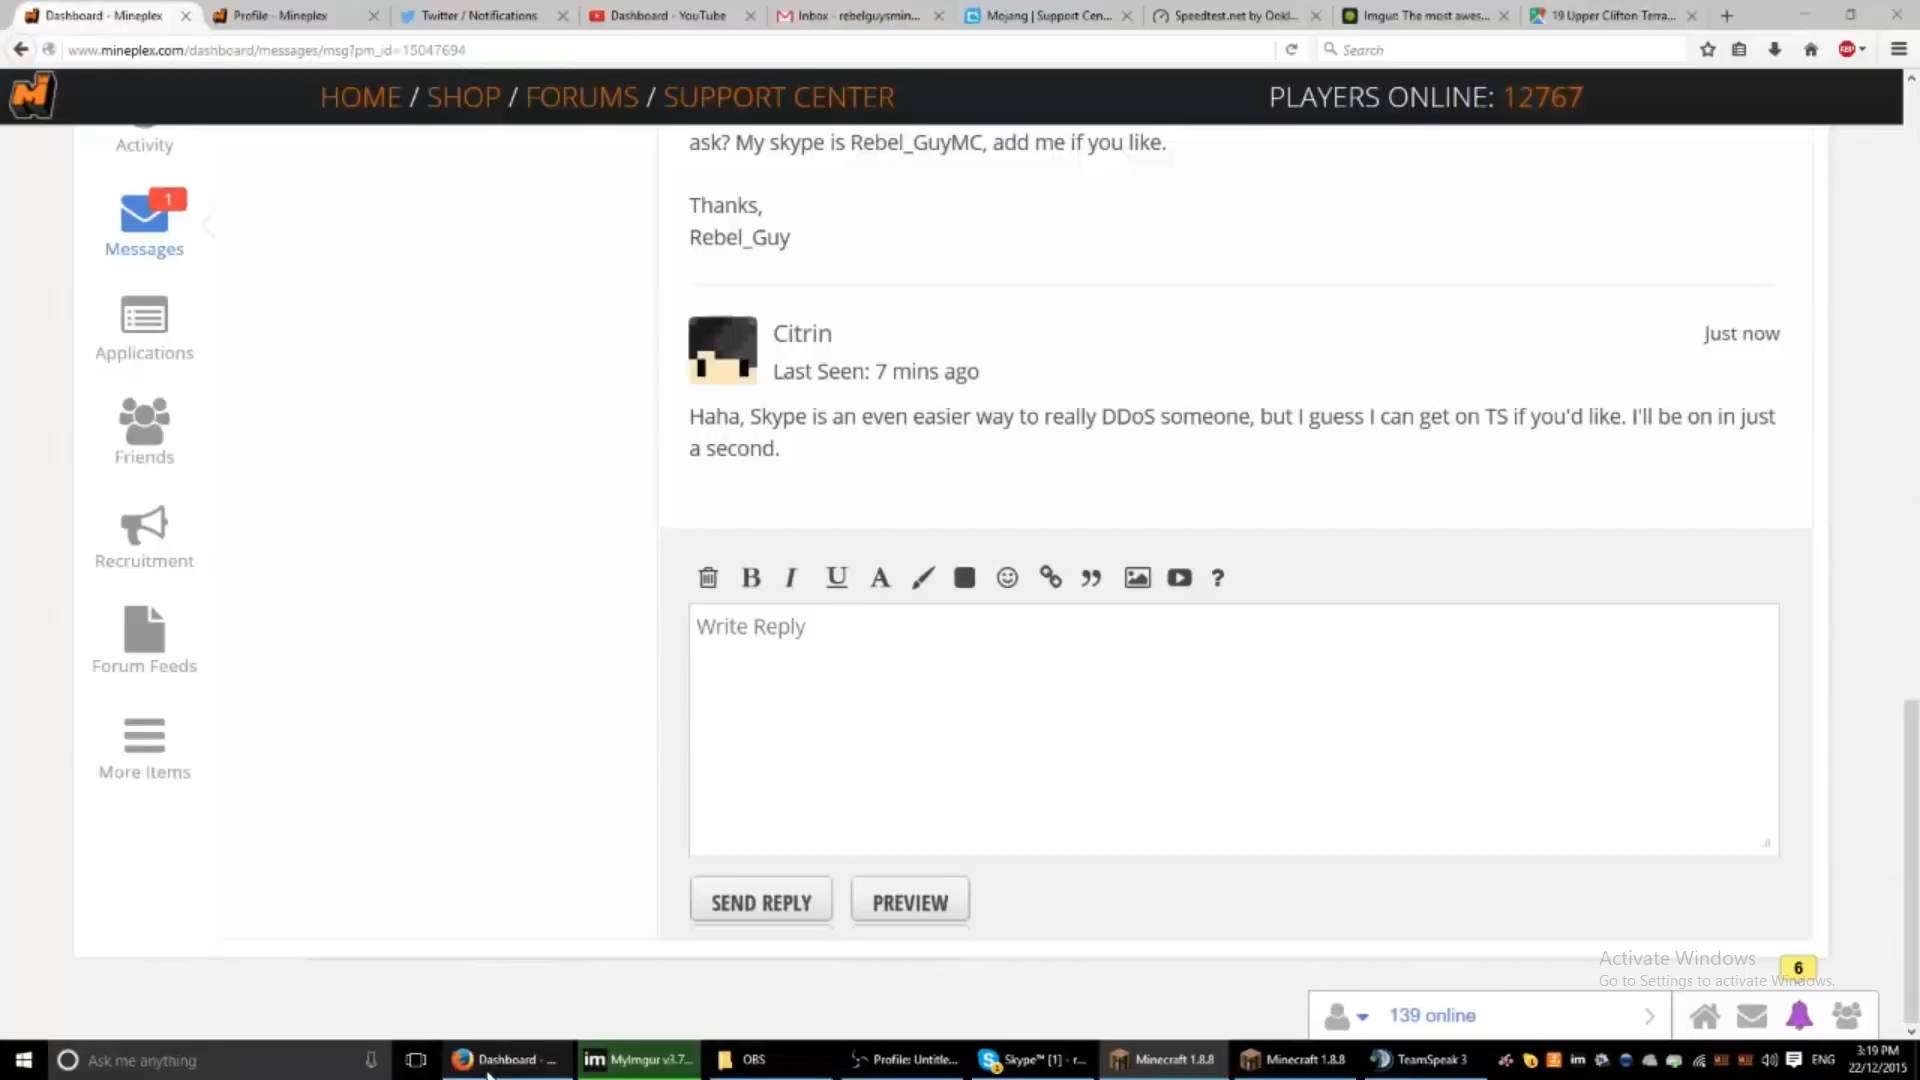 Dashboard - Mineplex
Profile - Mineplex
Twitter / Notifications
Dashboard - YouTube
Inbox - rebelguysmin...
Mojang | Support Cen...
Speedtest.net by Ookl...
Imgur: The most awes...
19 Upper Clifton Terra...
www.mineplex.com/dashboard/messages/msg?pm_id=15047694
Search
ABP
HOME / SHOP / FORUMS / SUPPORT CENTER
PLAYERS ONLINE: 12767
Activity
1
Messages
Applications
Friends
Recruitment
Forum Feeds
More Items
ask? My skype is Rebel_GuyMC, add me if you like.
Thanks,
Rebel_Guy
Citrin
Just now
Last Seen: 7 mins ago
Haha, Skype is an even easier way to really DDoS someone, but I guess I can get on TS if you'd like. I'll be on in just
a second.
B I U A ?
Write Reply
SEND REPLY
PREVIEW
Activate Windows
Go to Settings to activate Windows.
6
139 online
Ask me anything
Dashboard - ...
im MyImgur v3.7...
OBS
Profile: Untitle...
Skype™ [1] - r...
Minecraft 1.8.8
Minecraft 1.8.8
TeamSpeak 3
im
ENG
3:19 PM
22/12/2015